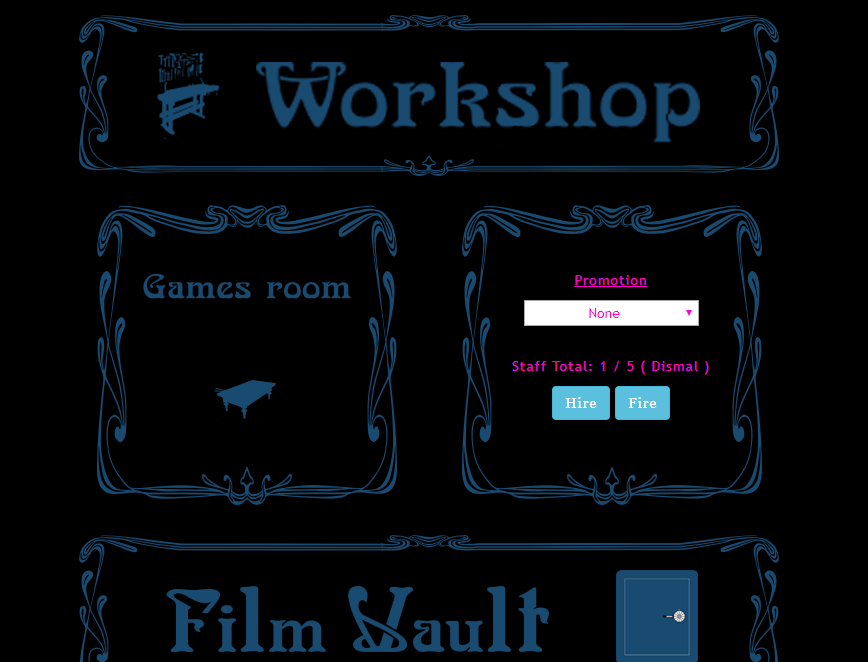 Workshop
Games room
Promotion
None
Staff Total: 1 / 5 ( Dismal )
Hire Fire
Film Vault